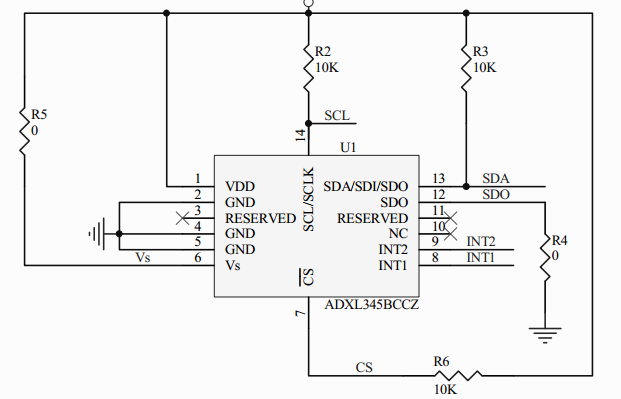 R2
10K
R3
10K
R5
0
SCL
14
U1
1
VDD
SCL/SCLK
SDA/SDI/SDO
13
SDA
2
GND
SDO
12
SDO
3
RESERVED
RESERVED
11
4
GND
NC
10
5
GND
INT2
9
INT2
Vs
6
Vs
INT1
8
INT1
R4
0
CS
ADXL345BCCZ
7
CS
R6
10K